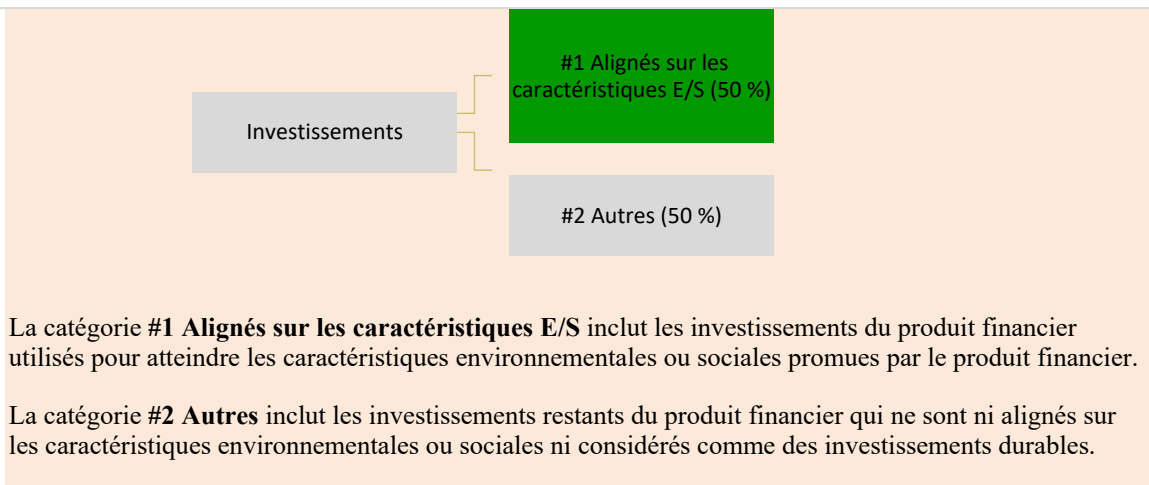 #1 Alignés sur les
caractéristiques E/S (50 %)
Investissements
#2 Autres (50 %)
La catégorie #1 Alignés sur les caractéristiques E/S inclut les investissements du produit financier
utilisés pour atteindre les caractéristiques environnementales ou sociales promues par le produit financier.
La catégorie #2 Autres inclut les investissements restants du produit financier qui ne sont ni alignés sur
les caractéristiques environnementales ou sociales ni considérés comme des investissements durables.